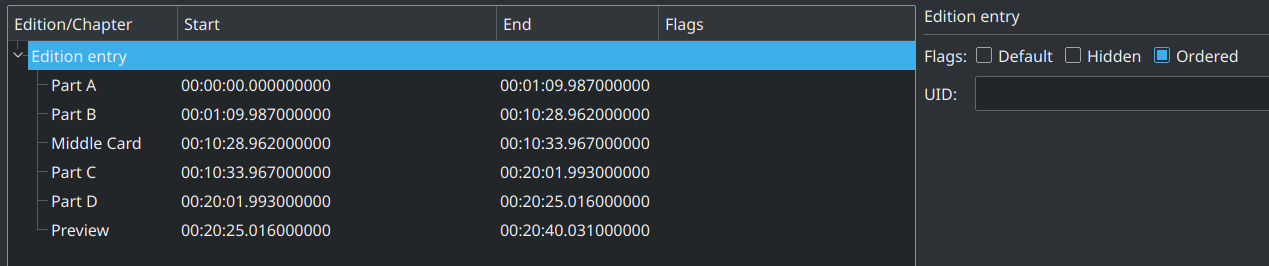 Edition/Chapter Start End Flags
Edition entry
Part A 00:00:00.000000000 00:01:09.987000000
Part B 00:01:09.987000000 00:10:28.962000000
Middle Card 00:10:28.962000000 00:10:33.967000000
Part C 00:10:33.967000000 00:20:01.993000000
Part D 00:20:01.993000000 00:20:25.016000000
Preview 00:20:25.016000000 00:20:40.031000000
Edition entry
Flags: Default Hidden Ordered
UID: